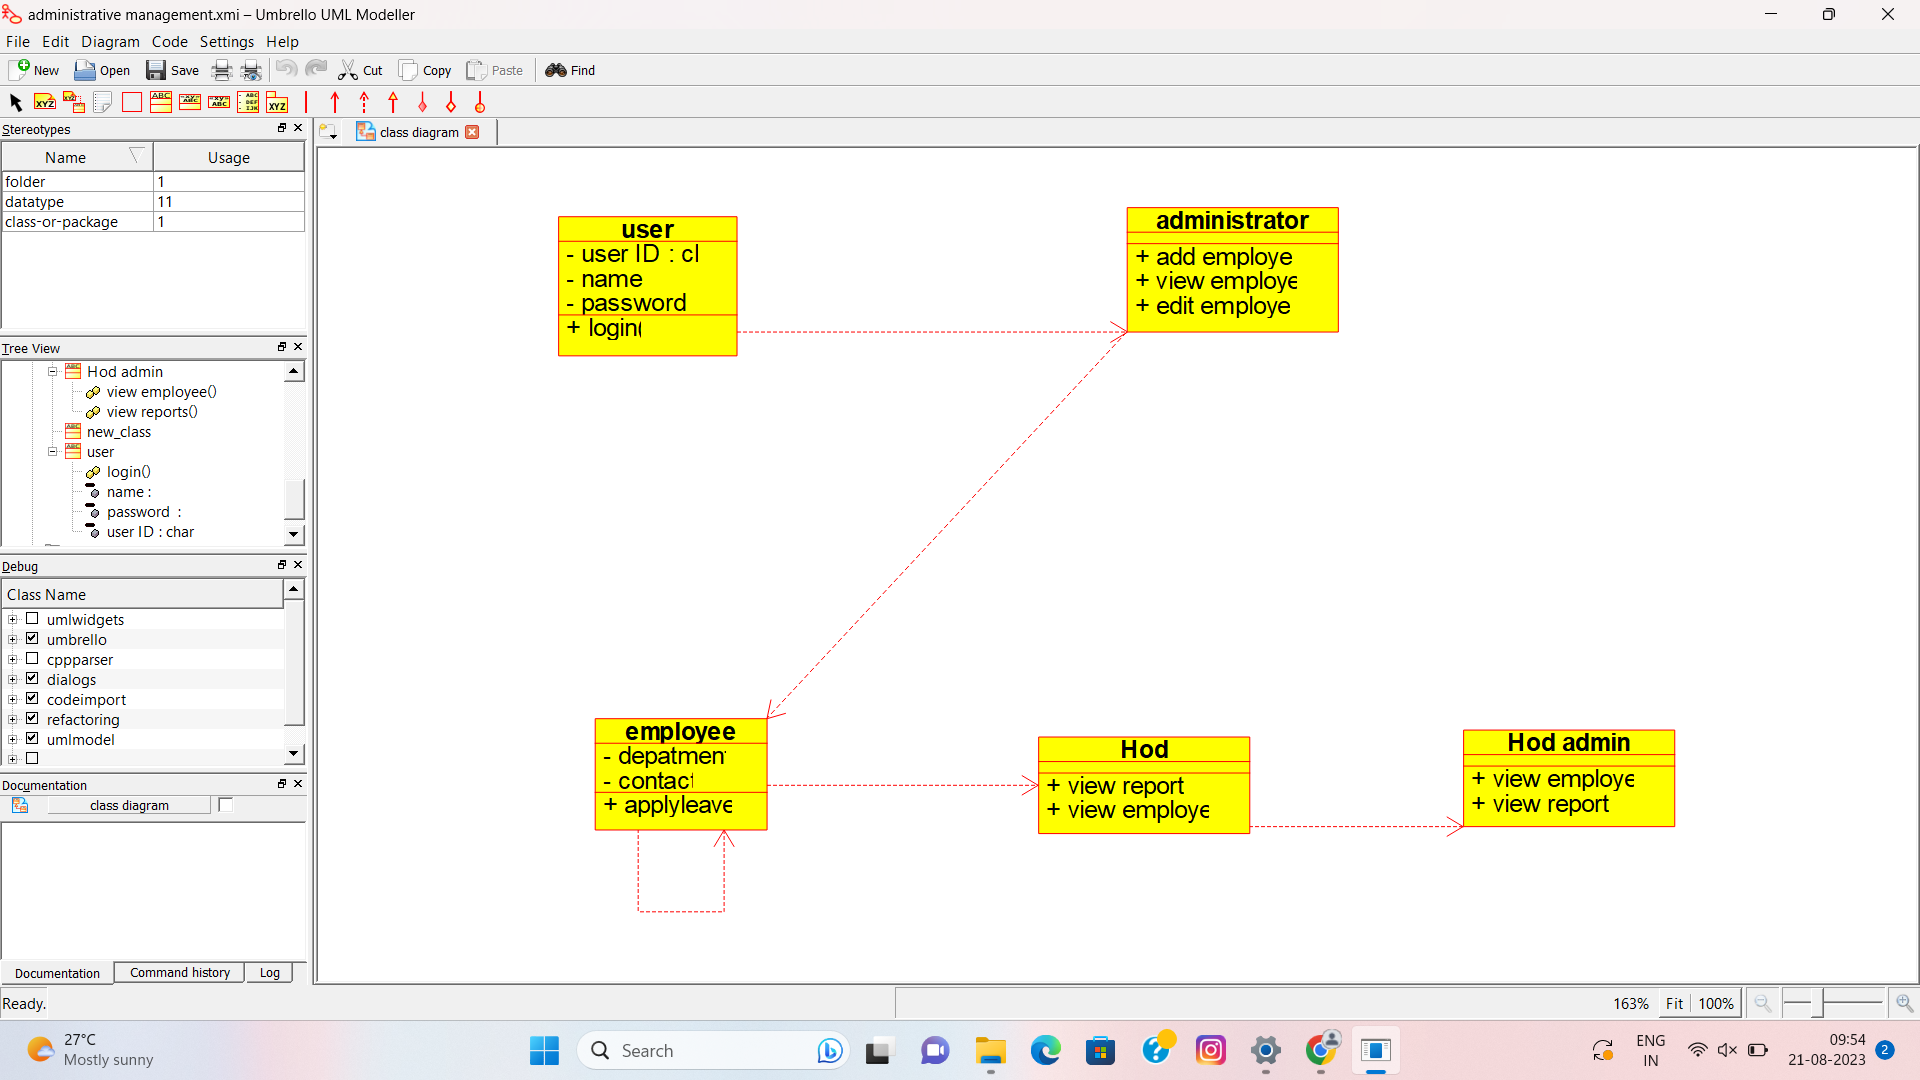 administrative management.xmi – Umbrello UML Modeller
File Edit Diagram Code Settings Help
New Open Save Cut Copy Paste Find
class diagram
Stereotypes
Name Usage
folder 1
datatype 11
class-or-package 1
Tree View
Hod admin
view employee()
view reports()
new_class
user
login()
name :
password :
user ID : char
Debug
Class Name
umlwidgets
umbrello
cppparser
dialogs
codeimport
refactoring
umlmodel
Documentation
class diagram
Documentation Command history Log
user
- user ID : cl
- name
- password
+ login(
administrator
+ add employe
+ view employe
+ edit employe
employee
- depatment
- contact
+ applyleave
Hod
+ view report
+ view employe
Hod admin
+ view employe
+ view report
Ready.
163% Fit 100%
27°C
Mostly sunny
Search
ENG
IN
09:54
21-08-2023
2